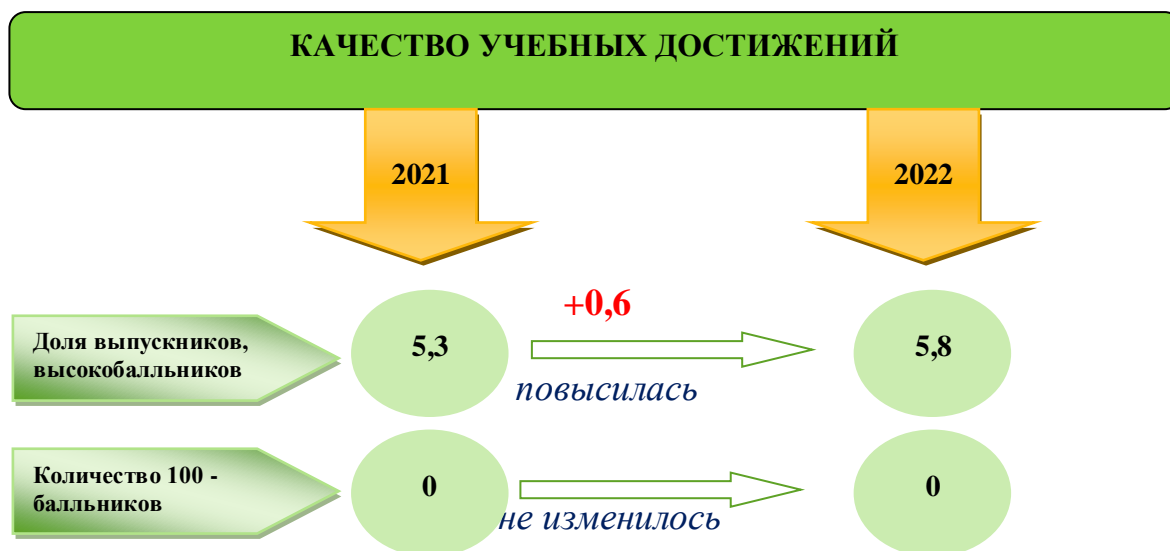 КАЧЕСТВО УЧЕБНЫХ ДОСТИЖЕНИЙ
2021
2022
Доля выпускников,
высокобалльников
5,3
+0,6
повысилась
5,8
Количество 100 -
балльников
0
не изменилось
0